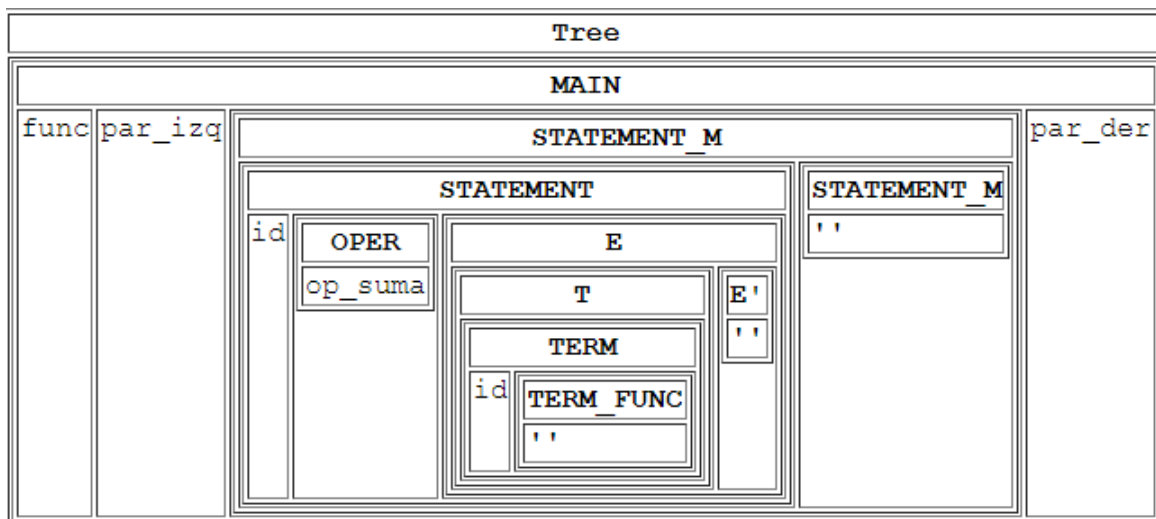 Tree
MAIN
func par_izq STATEMENT_M par_der
STATEMENT STATEMENT_M
id OPER E ''
op_suma T E'
TERM ''
id TERM_FUNC
''